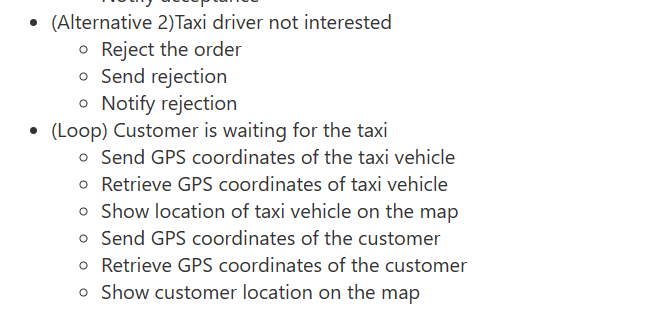 Notify acceptance
• (Alternative 2)Taxi driver not interested
○ Reject the order
○ Send rejection
○ Notify rejection
• (Loop) Customer is waiting for the taxi
○ Send GPS coordinates of the taxi vehicle
○ Retrieve GPS coordinates of taxi vehicle
○ Show location of taxi vehicle on the map
○ Send GPS coordinates of the customer
○ Retrieve GPS coordinates of the customer
○ Show customer location on the map